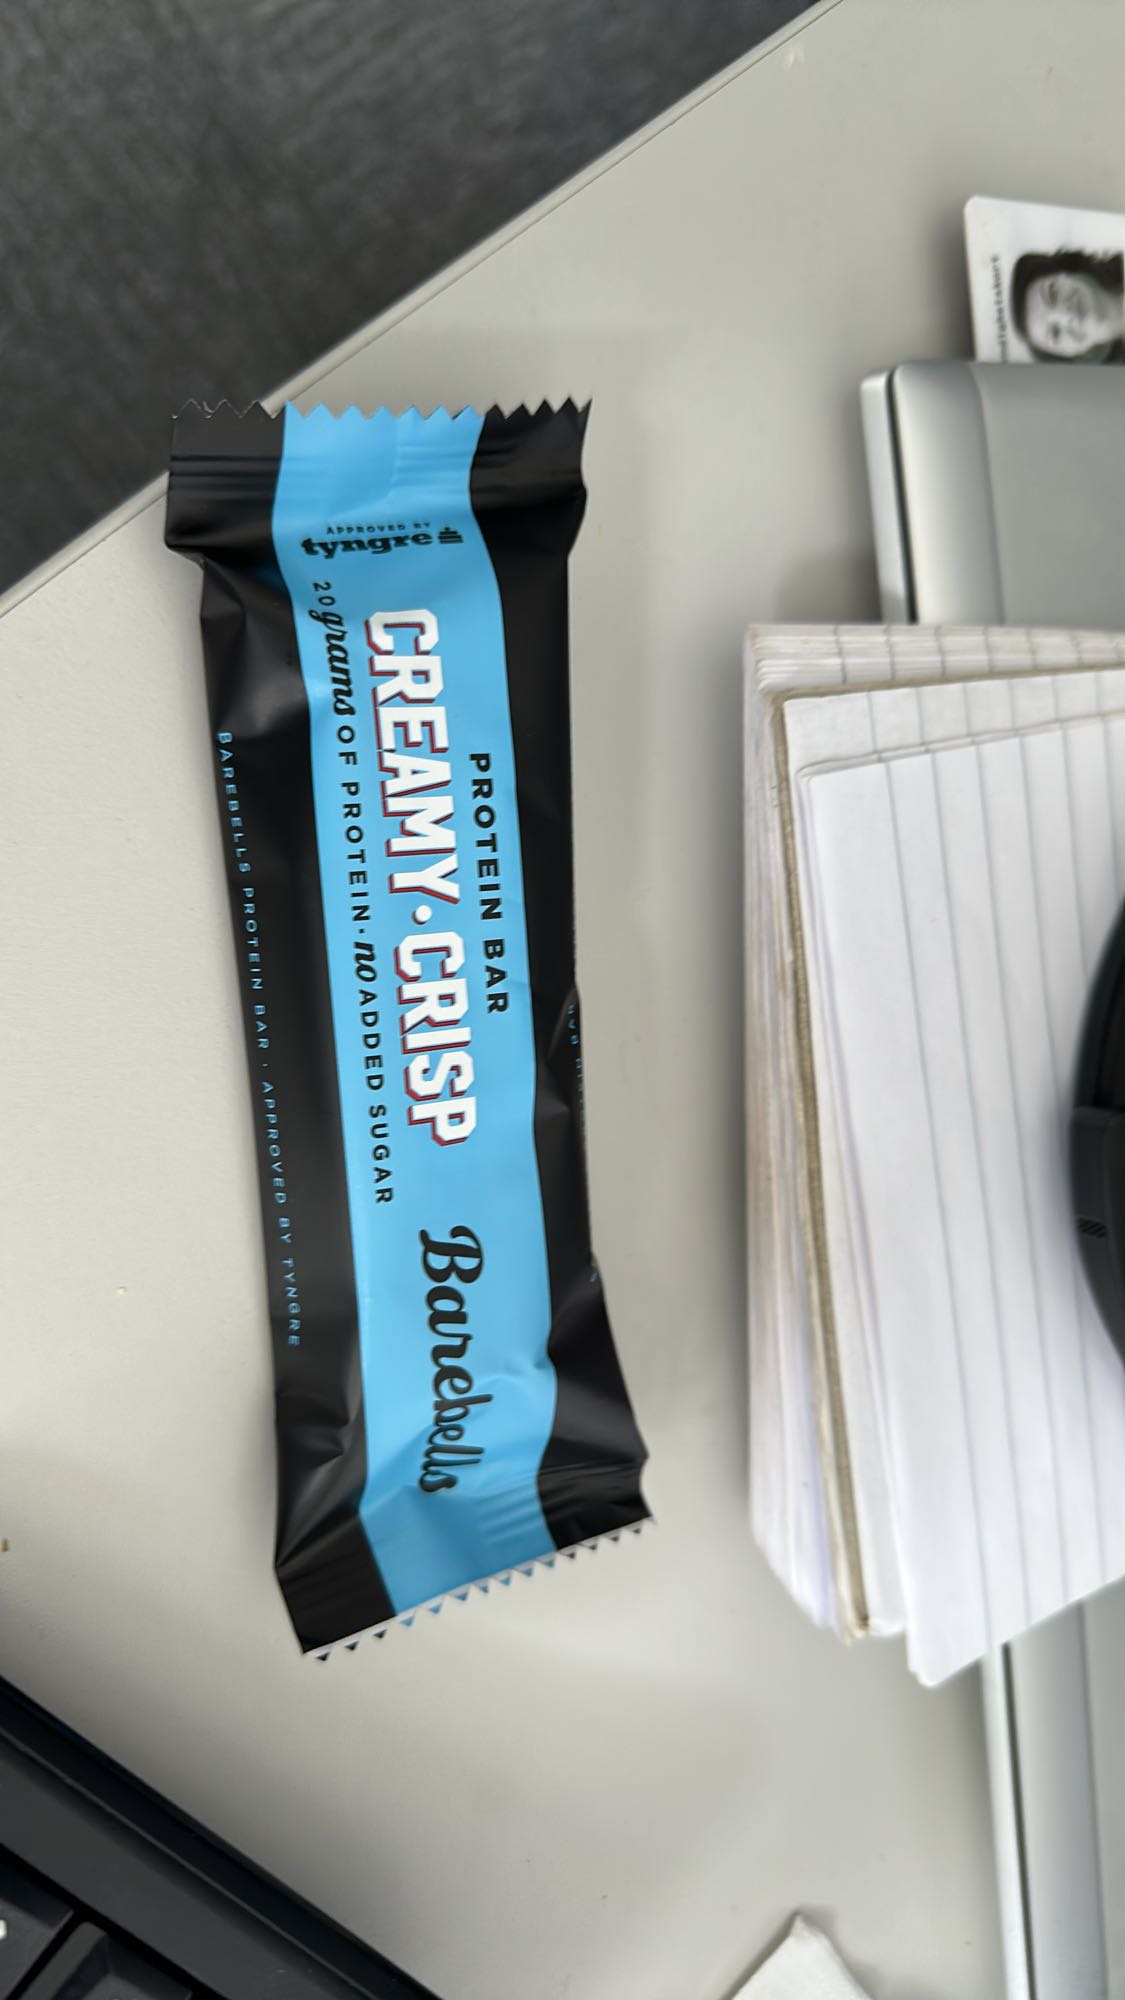 APPROVED BY
tyngre
PROTEIN BAR
CREAMY·CRISP
20 grams OF PROTEIN · no ADDED SUGAR
Barebells
BAREBELLS PROTEIN BAR · APPROVED BY TYNGRE